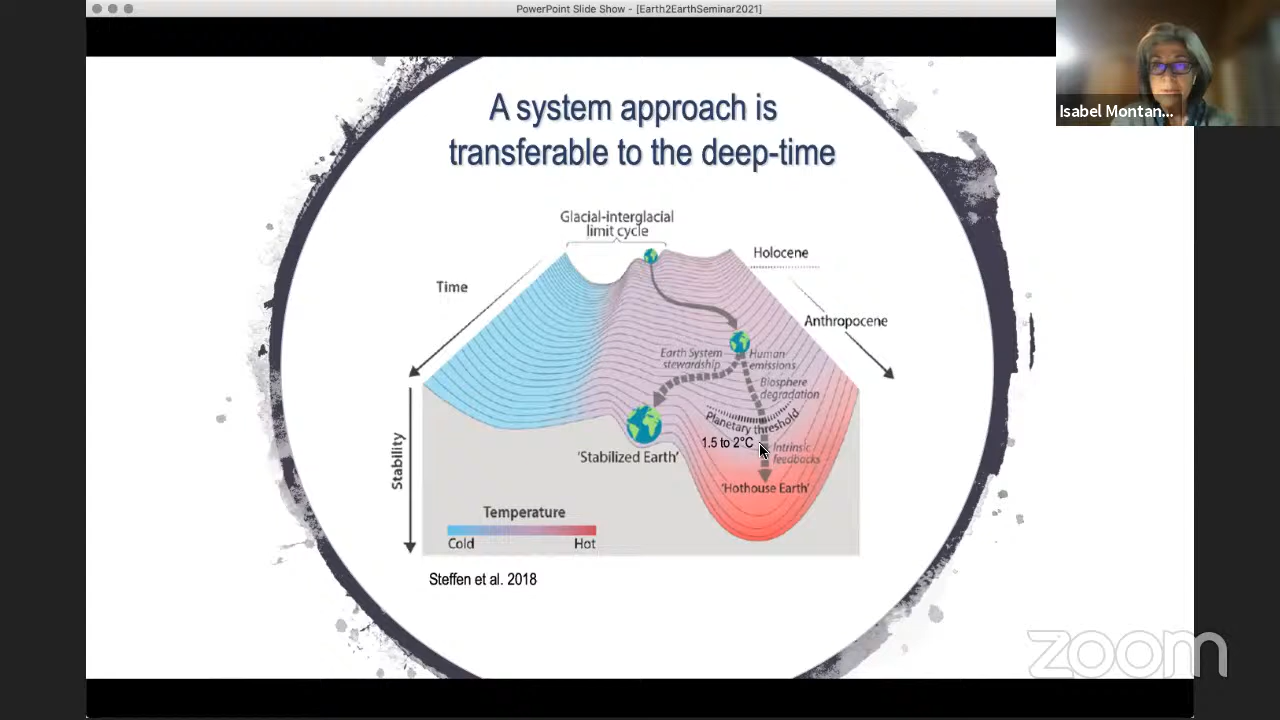 PowerPoint Slide Show - [Earth2EarthSeminar2021]
Isabel Montan...
A system approach is
transferable to the deep-time
Glacial-interglacial
limit cycle
Holocene
Time
Anthropocene
Earth System
stewardship
Human
emissions
Biosphere
degradation
Planetary threshold
1.5 to 2°C
Intrinsic
feedbacks
Stability
'Stabilized Earth'
'Hothouse Earth'
Temperature
Cold
Hot
Steffen et al. 2018
zoom